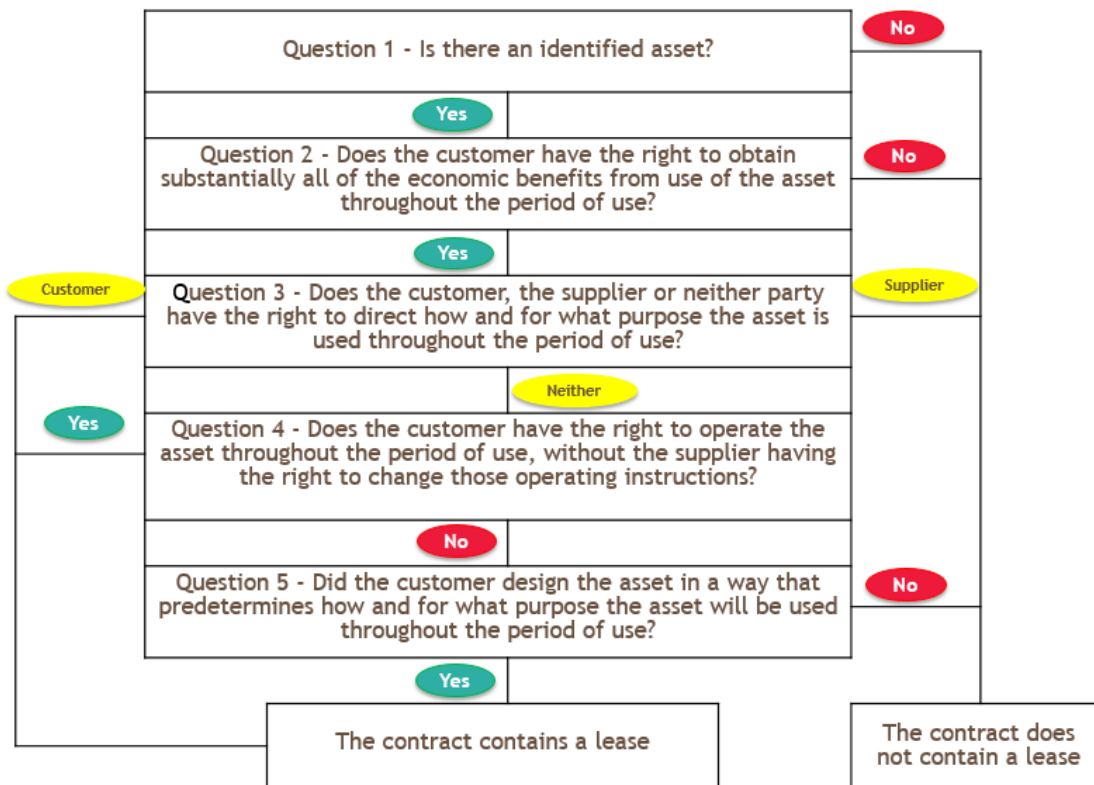 No
Question 1 - Is there an identified asset?
Yes
No
Question 2 - Does the customer have the right to obtain
substantially all of the economic benefits from use of the asset
throughout the period of use?
Yes
Customer
Supplier
Question 3 - Does the customer, the supplier or neither party
have the right to direct how and for what purpose the asset is
used throughout the period of use?
Neither
Yes
Question 4 - Does the customer have the right to operate the
asset throughout the period of use, without the supplier having
the right to change those operating instructions?
No
Question 5 - Did the customer design the asset in a way that
predetermines how and for what purpose the asset will be used
throughout the period of use?
No
Yes
The contract contains a lease
The contract does
not contain a lease